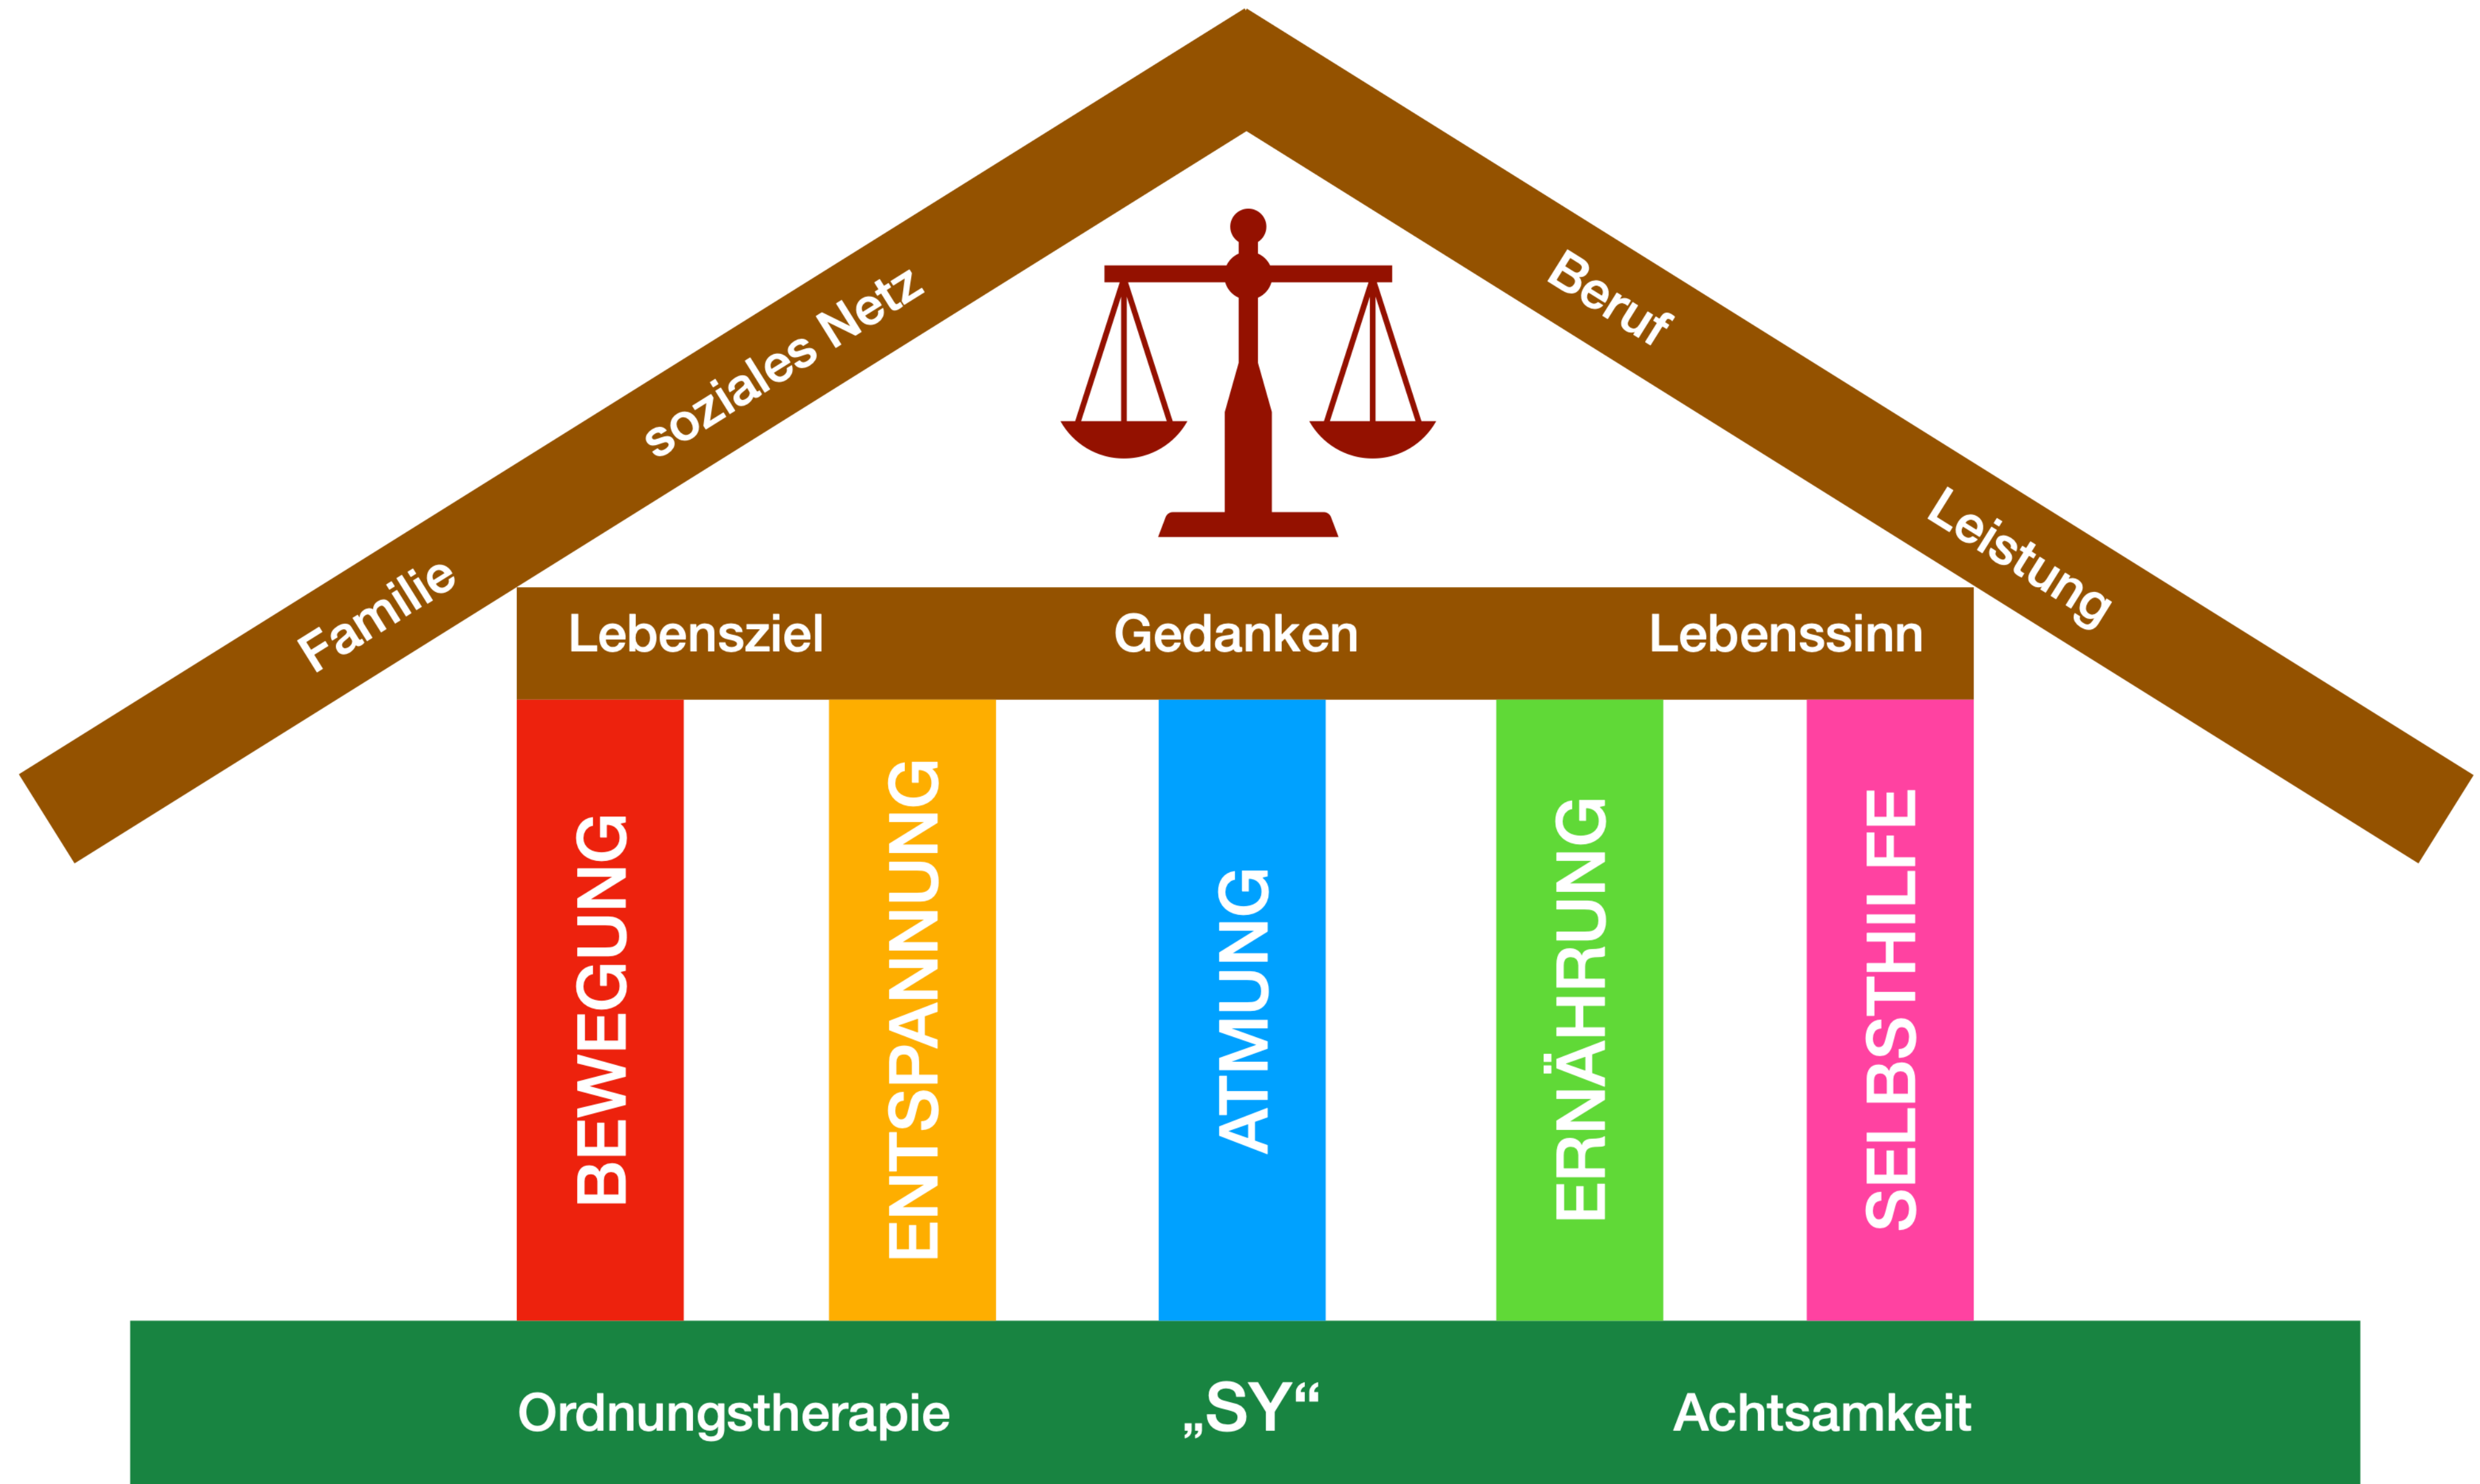 Familie
soziales Netz
Beruf
Leistung
Lebensziel
Gedanken
Lebenssinn
BEWEGUNG
ENTSPANNUNG
ATMUNG
ERNÄHRUNG
SELBSTHILFE
Ordnungstherapie
„SY“
Achtsamkeit